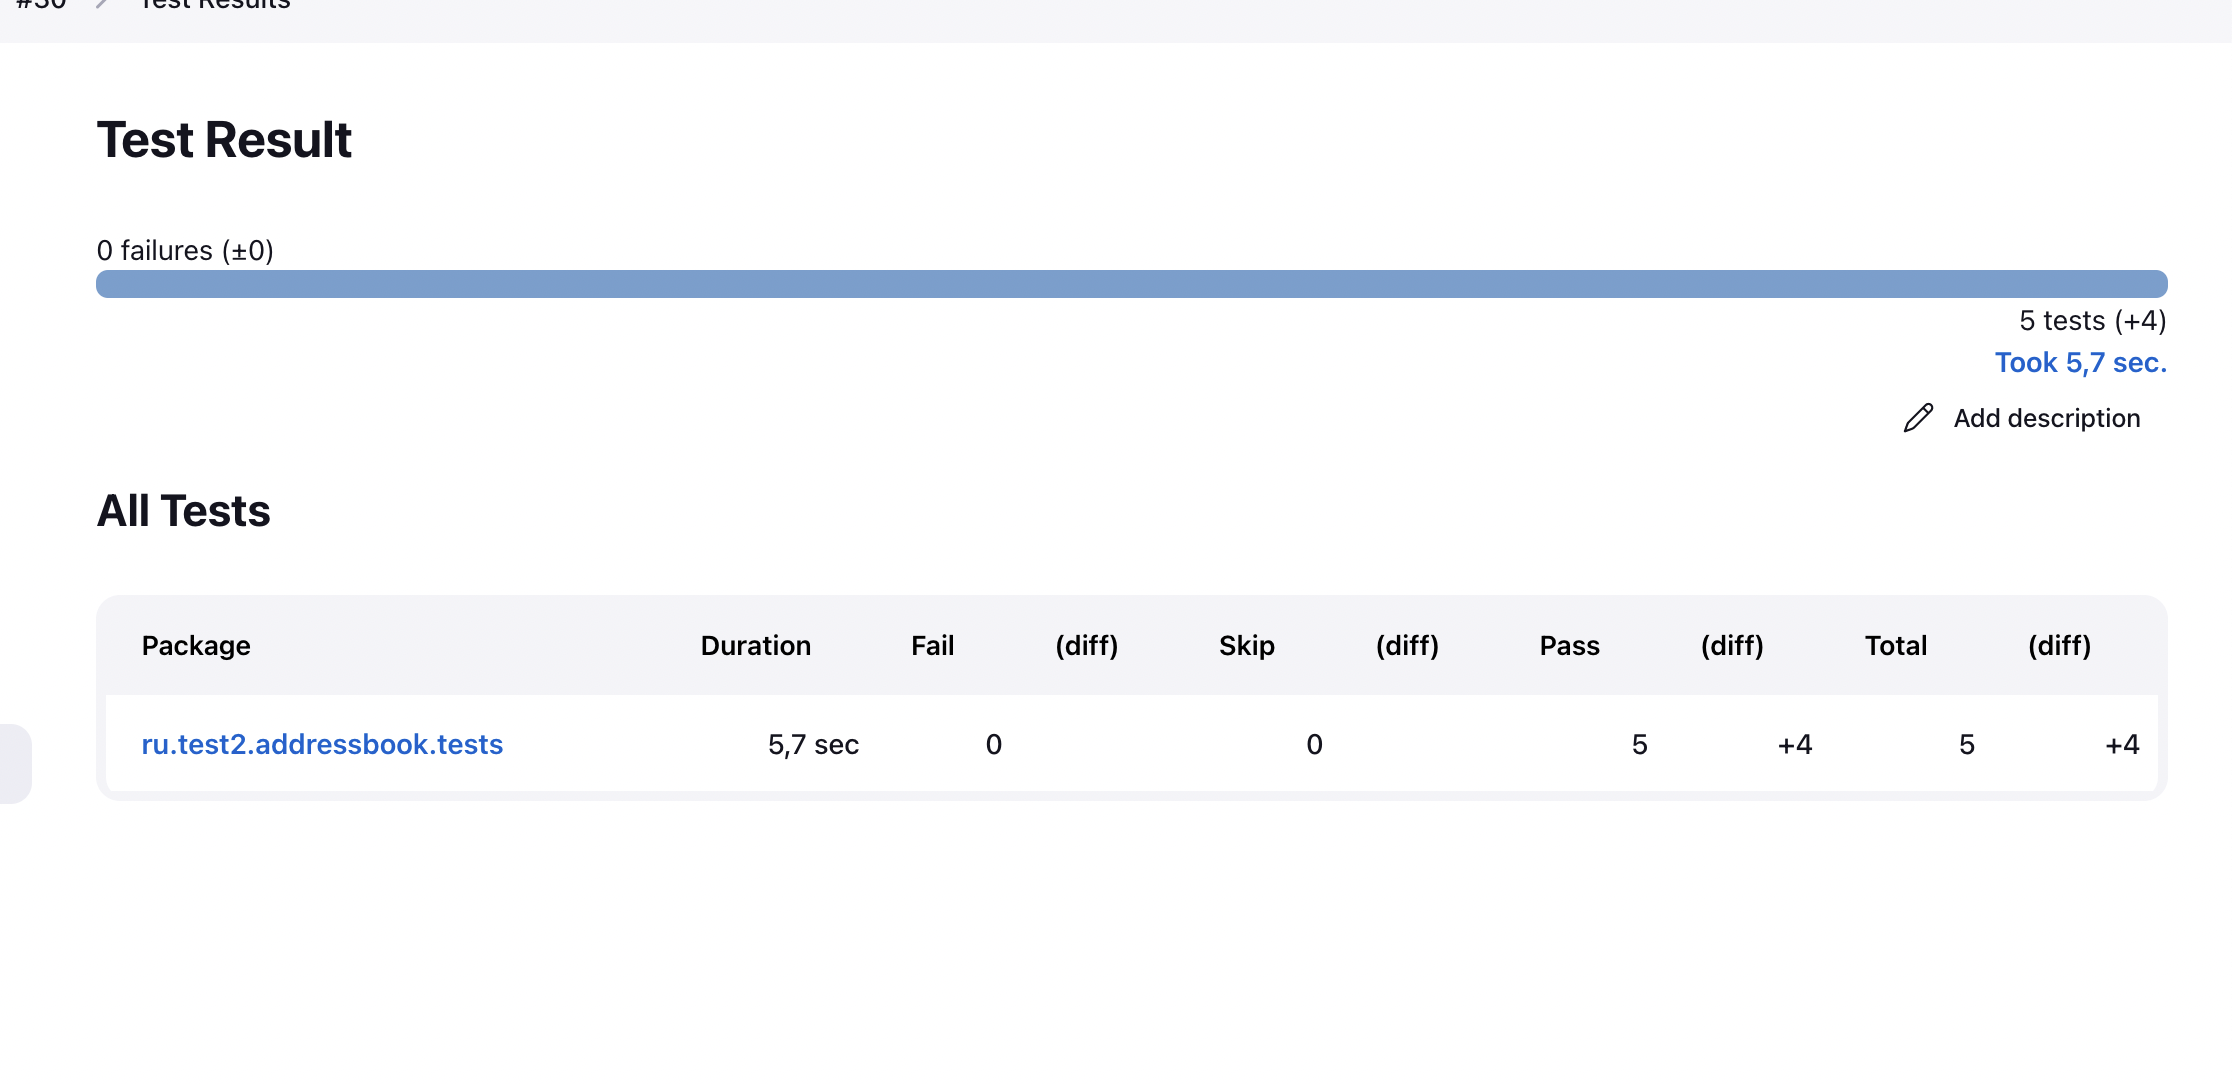 #30 Test Results
Test Result
0 failures (±0)
5 tests (+4)
Took 5,7 sec.
Add description
All Tests
Package Duration Fail (diff) Skip (diff) Pass (diff) Total (diff)
ru.test2.addressbook.tests 5,7 sec 0 0 5 +4 5 +4